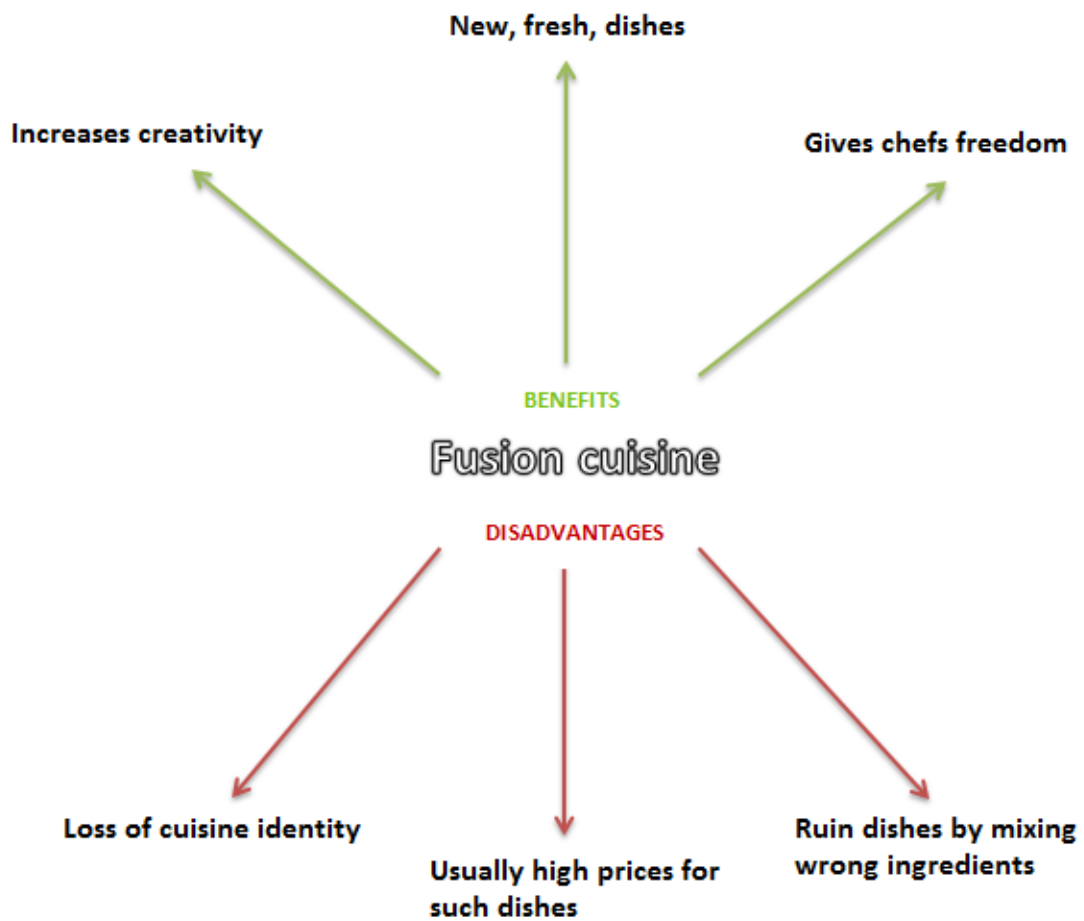 New, fresh, dishes
Increases creativity
Gives chefs freedom
BENEFITS
Fusion cuisine
DISADVANTAGES
Loss of cuisine identity
Usually high prices for
such dishes
Ruin dishes by mixing
wrong ingredients